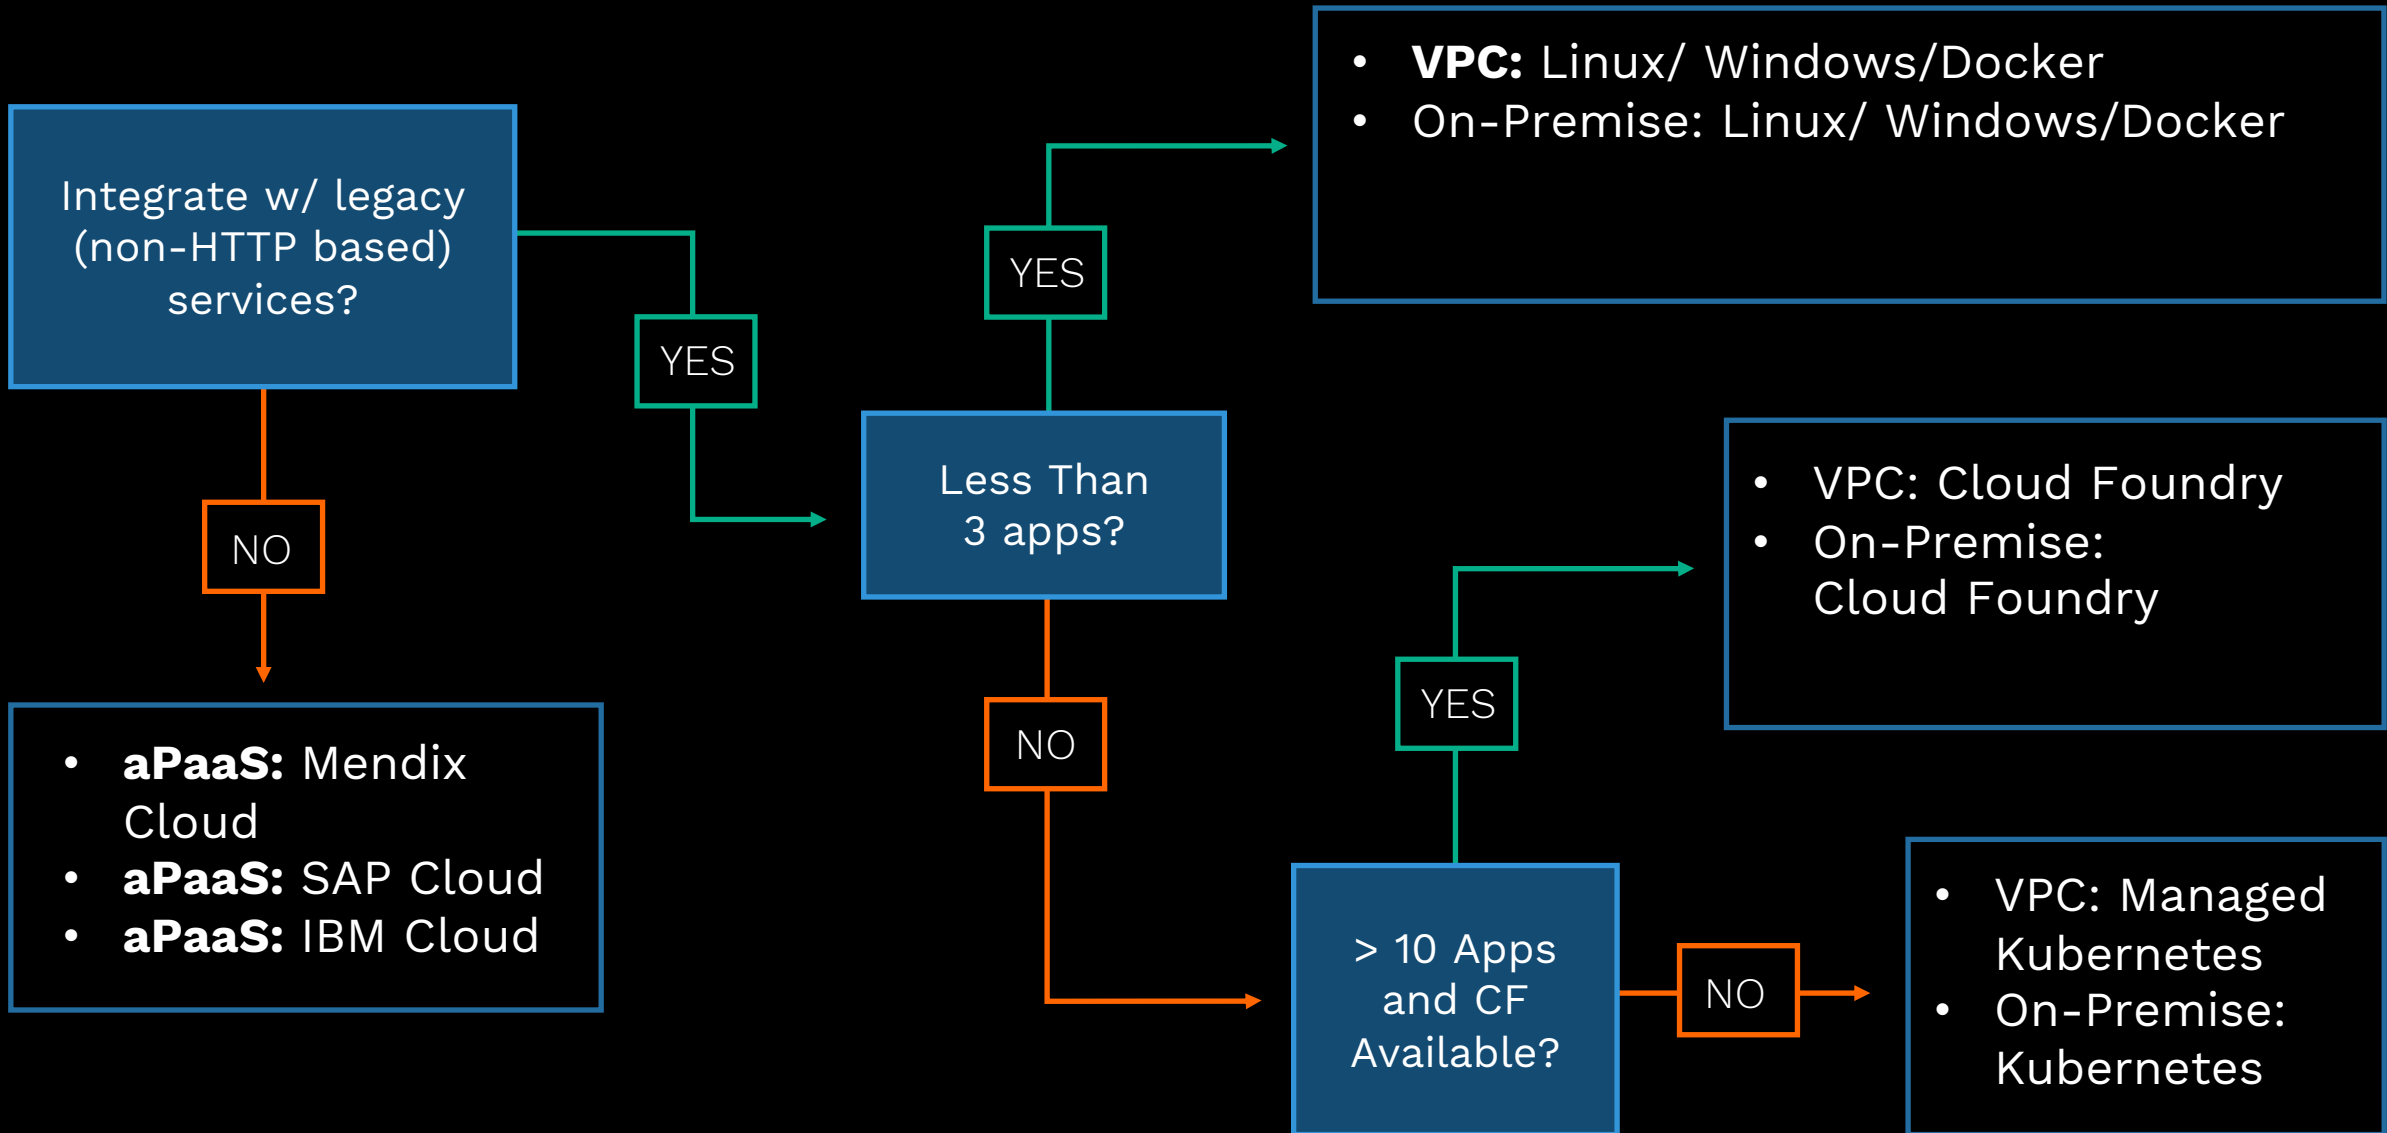 Integrate w/ legacy
(non-HTTP based)
services?
YES
NO
• aPaaS: Mendix
Cloud
• aPaaS: SAP Cloud
• aPaaS: IBM Cloud
Less Than
3 apps?
YES
• VPC: Linux/ Windows/Docker
• On-Premise: Linux/ Windows/Docker
NO
> 10 Apps
and CF
Available?
YES
• VPC: Cloud Foundry
• On-Premise:
Cloud Foundry
NO
• VPC: Managed
Kubernetes
• On-Premise:
Kubernetes